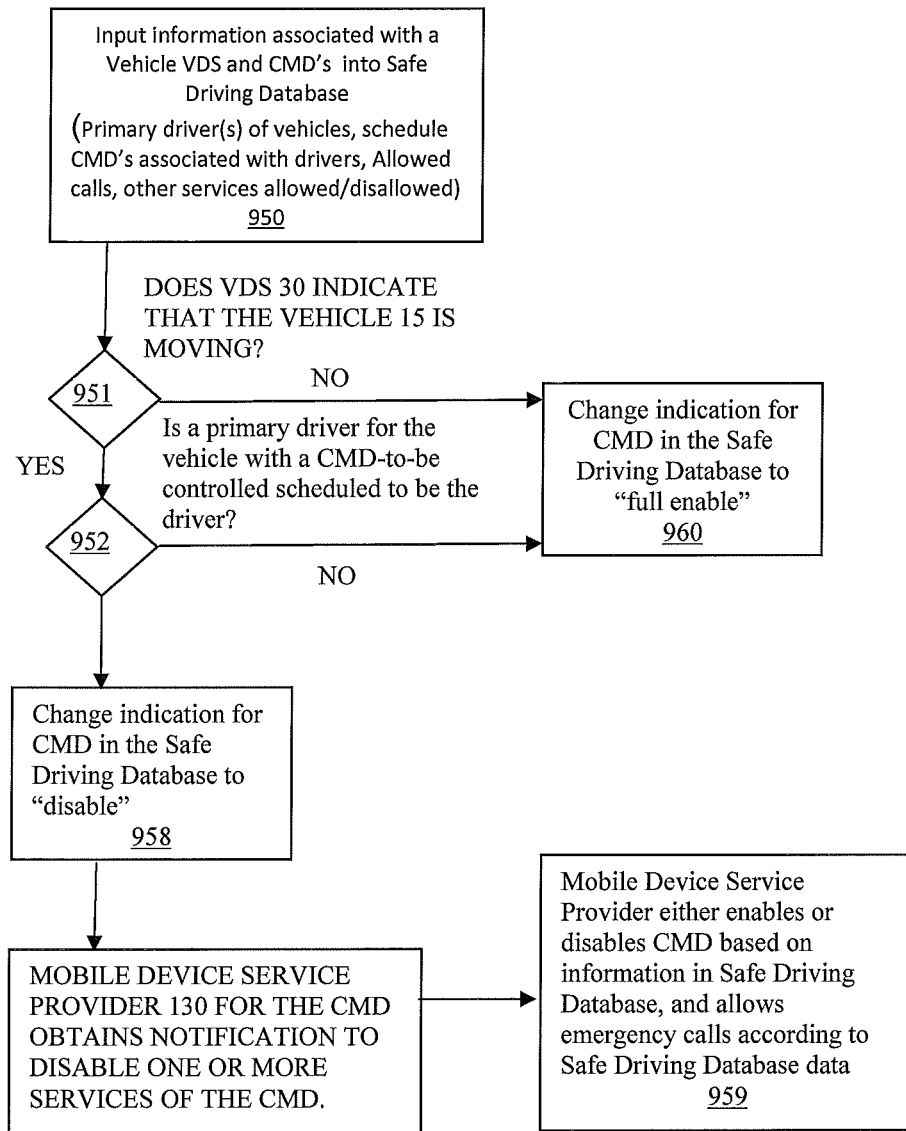 Input information associated with a
Vehicle VDS and CMD's into Safe
Driving Database
(Primary driver(s) of vehicles, schedule
CMD's associated with drivers, Allowed
calls, other services allowed/disallowed)
950
DOES VDS 30 INDICATE
THAT THE VEHICLE 15 IS
MOVING?
951
NO
YES
Is a primary driver for the
vehicle with a CMD-to-be
controlled scheduled to be the
driver?
952
NO
Change indication for
CMD in the Safe
Driving Database to
“full enable”
960
Change indication for
CMD in the Safe
Driving Database to
“disable”
958
MOBILE DEVICE SERVICE
PROVIDER 130 FOR THE CMD
OBTAINS NOTIFICATION TO
DISABLE ONE OR MORE
SERVICES OF THE CMD.
Mobile Device Service
Provider either enables or
disables CMD based on
information in Safe Driving
Database, and allows
emergency calls according to
Safe Driving Database data
959